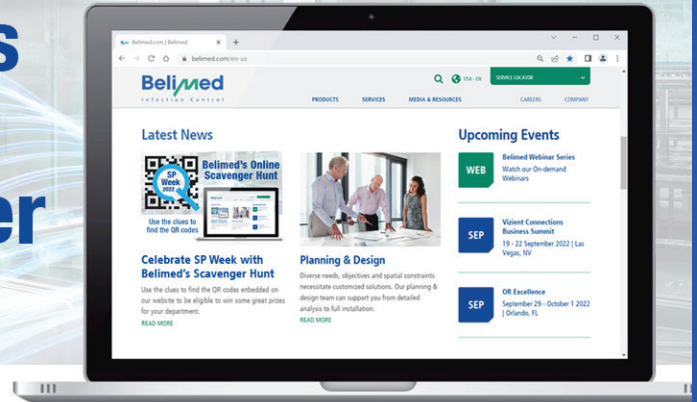 s
er
Belimed.com | Belimed
belimed.com/en-us
Belimed
Infection Control
USA - EN
SERVICE LOCATOR
PRODUCTS SERVICES MEDIA & RESOURCES CAREERS COMPANY
Latest News
SP
Week
2022
Belimed's Online
Scavenger Hunt
Use the clues to
find the QR codes
Celebrate SP Week with
Belimed's Scavenger Hunt
Use the clues to find the QR codes enbedded on
our website to be eligible to win some great prizes
for your department.
READ MORE
Planning & Design
Diverse needs, objectives and spatial constraints
necessitate customized solutions. Our planning &
design team can support you from detailed
analysis to full installation.
READ MORE
Upcoming Events
WEB
Belimed Webinar Series
Watch our On-demand
Webinars
SEP
Vizient Connections
Business Summit
19 - 22 September 2022 | Las
Vegas, NV
SEP
OR Excellence
September 29 - October 1 2022
| Orlando, FL